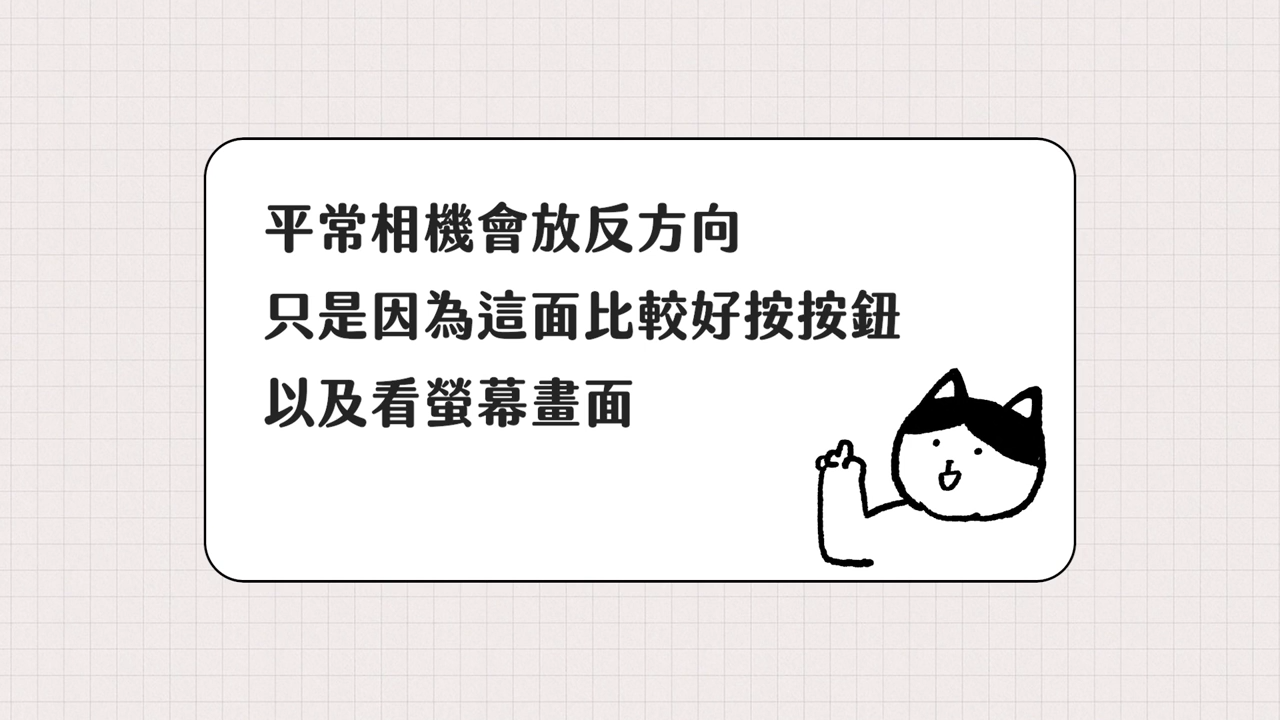 平常相機會放反方向
只是因為這面比較好按按鈕
以及看螢幕畫面